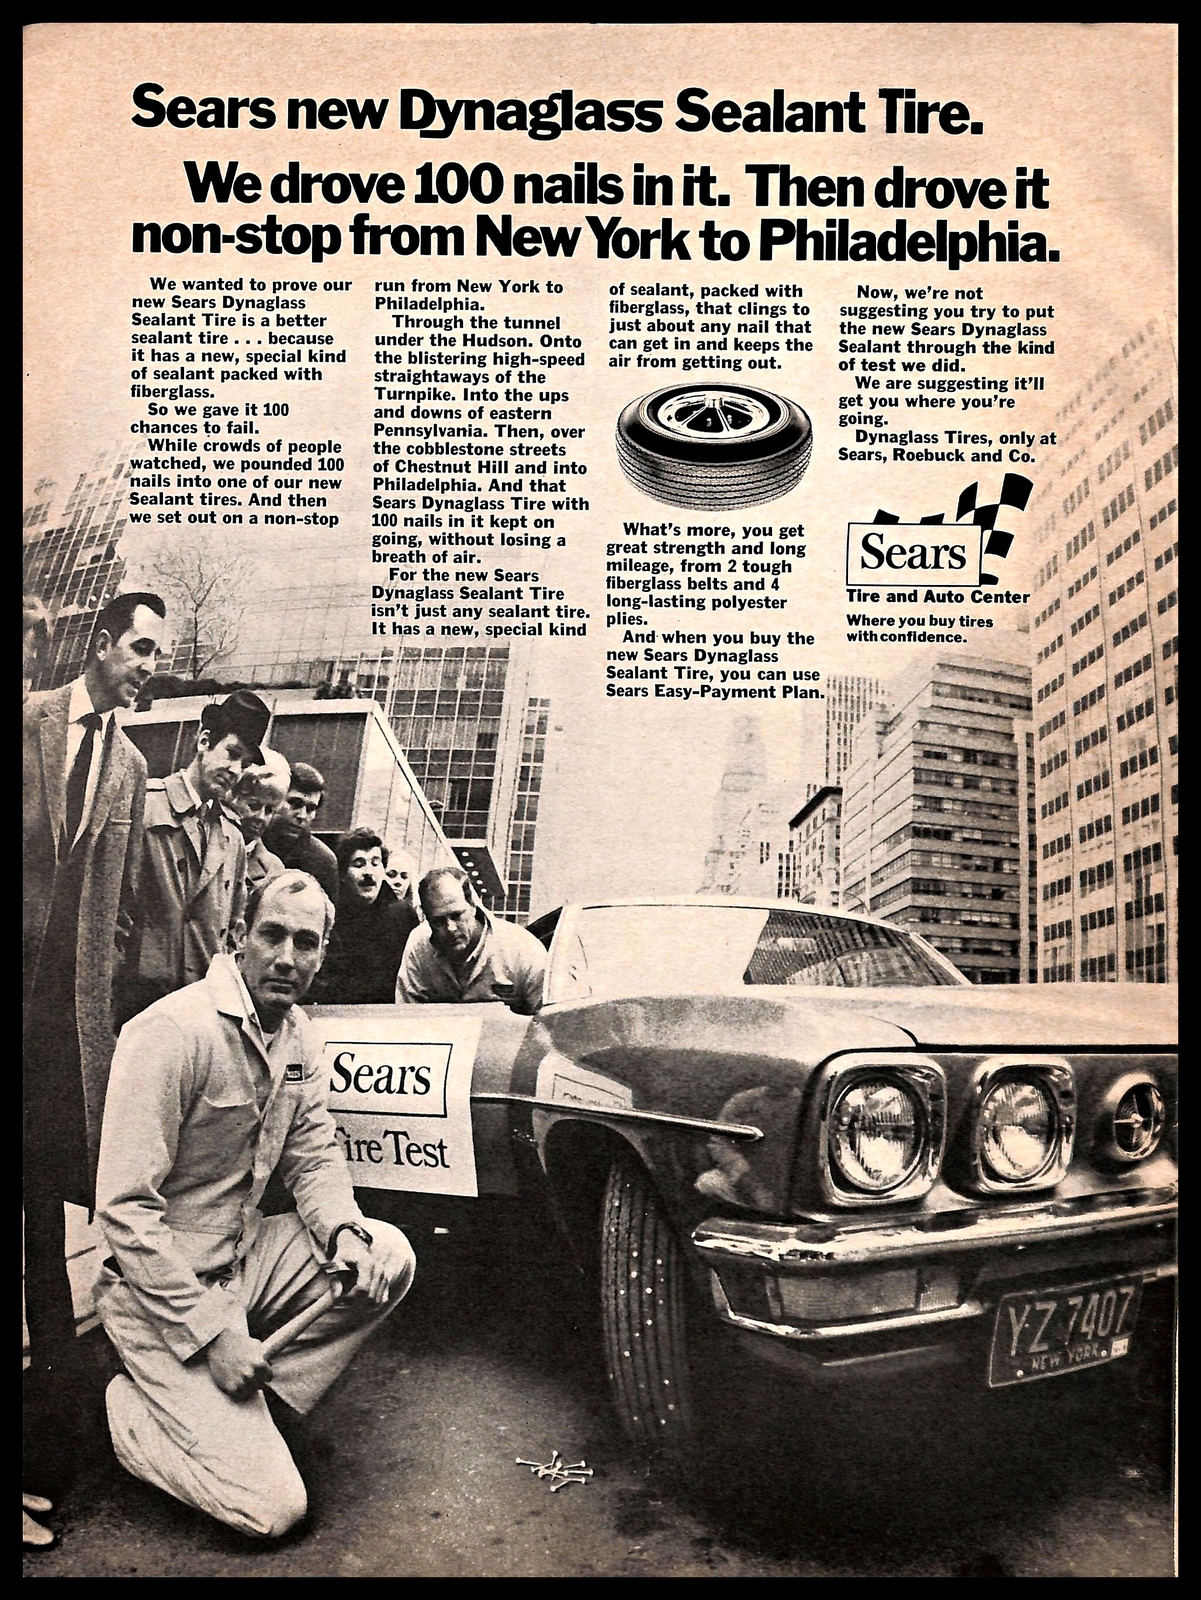 Sears new Dynaglass Sealant Tire.
We drove 100 nails in it. Then drove it
non-stop from New York to Philadelphia.
We wanted to prove our
new Sears Dynaglass
Sealant Tire is a better
sealant tire . . . because
it has a new, special kind
of sealant packed with
fiberglass.
So we gave it 100
chances to fail.
While crowds of people
watched, we pounded 100
nails into one of our new
Sealant tires. And then
we set out on a non-stop
run from New York to
Philadelphia.
Through the tunnel
under the Hudson. Onto
the blistering high-speed
straightaways of the
Turnpike. Into the ups
and downs of eastern
Pennsylvania. Then, over
the cobblestone streets
of Chestnut Hill and into
Philadelphia. And that
Sears Dynaglass Tire with
100 nails in it kept on
going, without losing a
breath of air.
For the new Sears
Dynaglass Sealant Tire
isn't just any sealant tire.
It has a new, special kind
of sealant, packed with
fiberglass, that clings to
just about any nail that
can get in and keeps the
air from getting out.
What's more, you get
great strength and long
mileage, from 2 tough
fiberglass belts and 4
long-lasting polyester
plies.
And when you buy the
new Sears Dynaglass
Sealant Tire, you can use
Sears Easy-Payment Plan.
Now, we're not
suggesting you try to put
the new Sears Dynaglass
Sealant through the kind
of test we did.
We are suggesting it'll
get you where you're
going.
Dynaglass Tires, only at
Sears, Roebuck and Co.
Sears
Tire and Auto Center
Where you buy tires
with confidence.
Sears
Tire Test
YZ 7407
NEW YORK